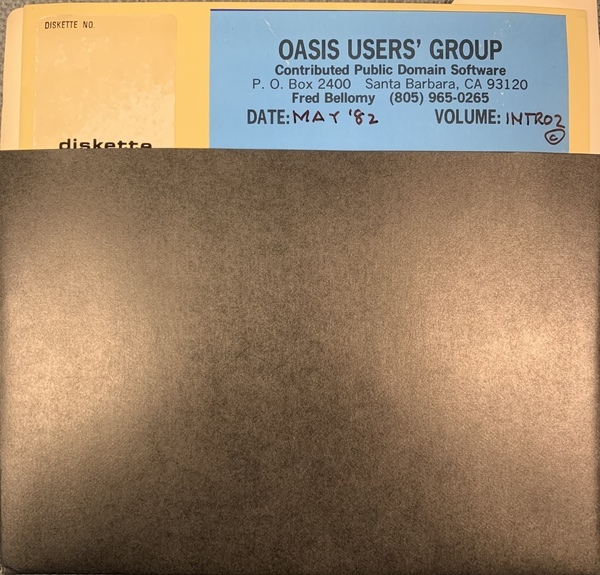 DISKETTE NO.
diskette
OASIS USERS' GROUP
Contributed Public Domain Software
P. O. Box 2400 Santa Barbara, CA 93120
Fred Bellomy (805) 965-0265
DATE: MAY '82 VOLUME: INTRO2
©